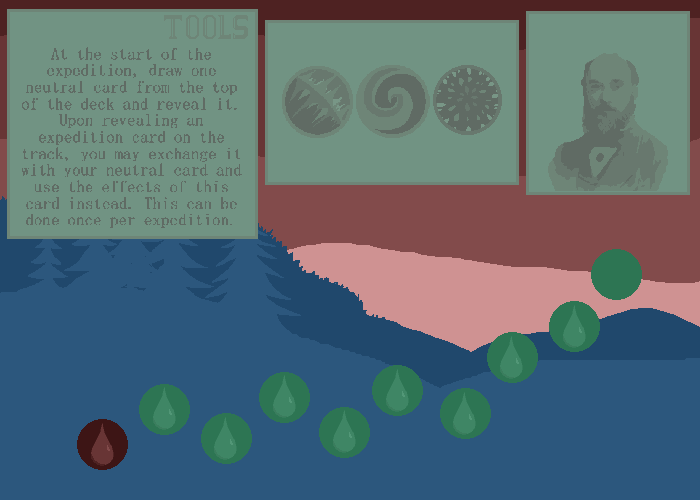 TOOLS
At the start of the
expedition, draw one
neutral card from the top
of the deck and reveal it.
Upon revealing an
expedition card on the
track, you may exchange it
with your neutral card and
use the effects of this
card instead. This can be
done once per expedition.